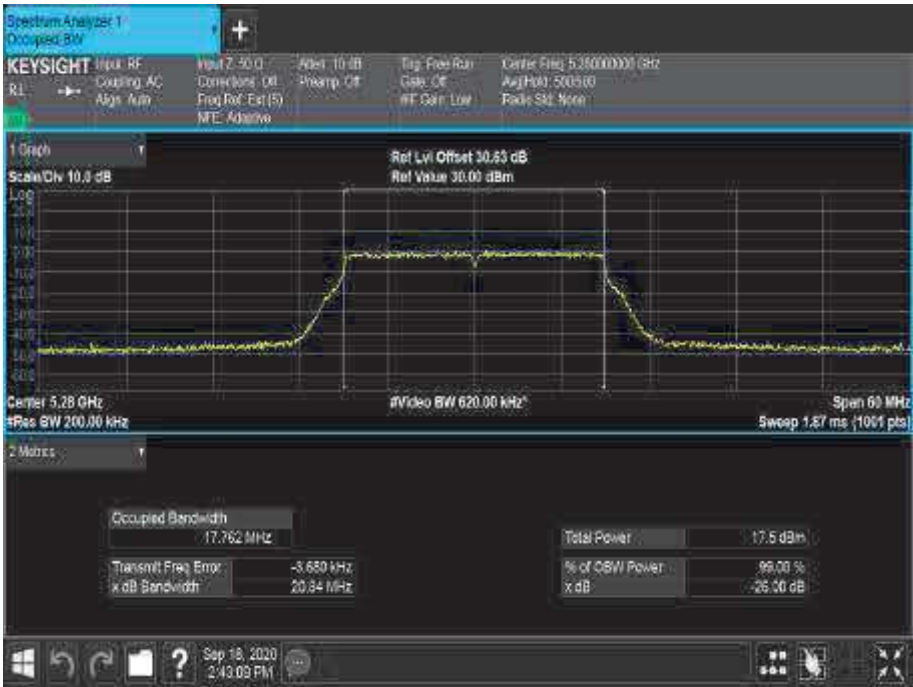 Spectrum Analyzer 1
Occupied BW
KEYSIGHT
RL
Input: RF
Coupling: AC
Align: Auto
Input Z: 50 Ω
Corrections: Off
Freq Ref: Ext (S)
NFE: Adaptive
Atten: 10 dB
Preamp: Off
Trig: Free Run
Gate: Off
#IF Gain: Low
Center Freq: 5.280000000 GHz
Avg|Hold: 500/500
Radio Std: None
1 Graph
Scale/Div 10.0 dB
Ref Lvl Offset 30.63 dB
Ref Value 30.00 dBm
Log
Center 5.28 GHz
#Res BW 200.00 kHz
#Video BW 620.00 kHz*
Span 60 MHz
Sweep 1.87 ms (1001 pts)
2 Metrics
Occupied Bandwidth
17.762 MHz
Transmit Freq Error
x dB Bandwidth
20.84 MHz
Total Power
17.5 dBm
% of OBW Power
99.00 %
x dB
-26.00 dB
Sep 18, 2020
2:43:09 PM